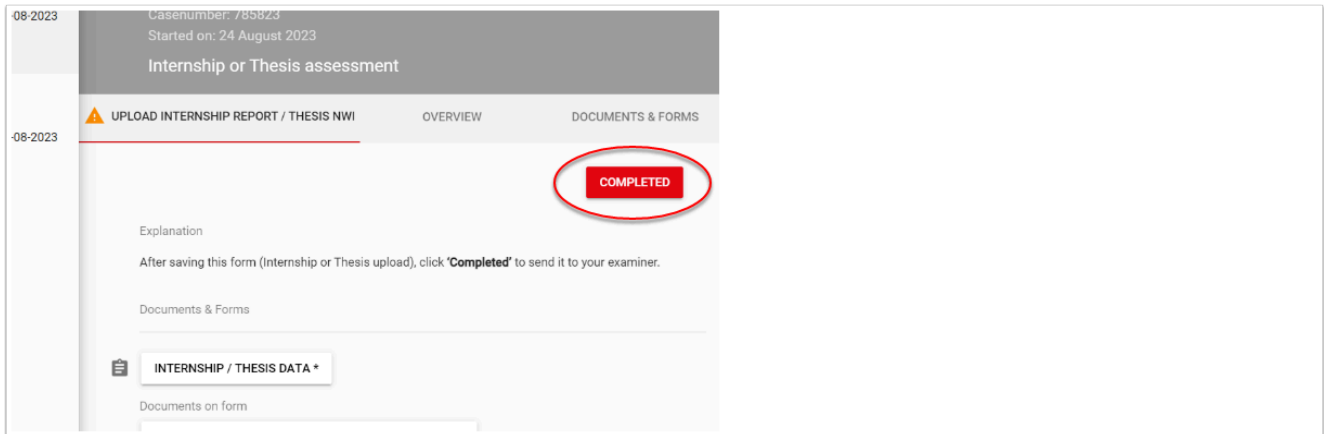 -08-2023
Casenumber: 785823
Started on: 24 August 2023
Internship or Thesis assessment
UPLOAD INTERNSHIP REPORT / THESIS NWI
OVERVIEW
DOCUMENTS & FORMS
-08-2023
COMPLETED
Explanation
After saving this form (Internship or Thesis upload), click ‘Completed’ to send it to your examiner.
Documents & Forms
INTERNSHIP / THESIS DATA *
Documents on form